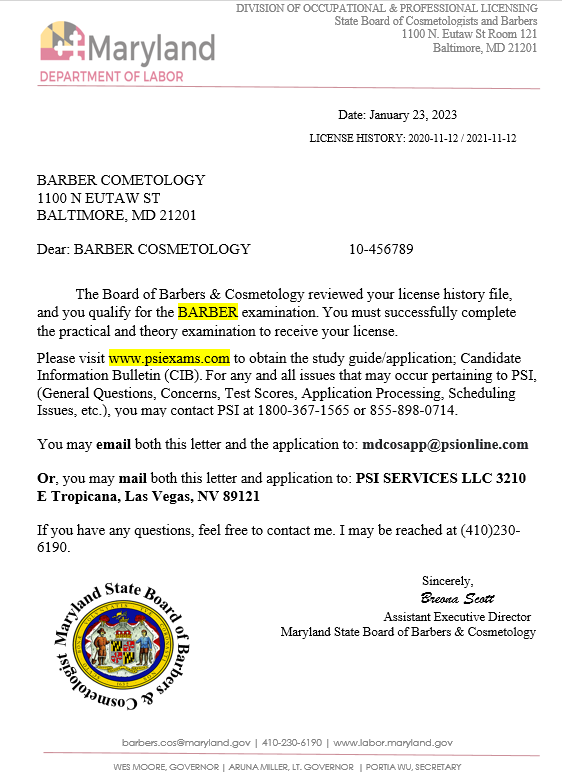 DIVISION OF OCCUPATIONAL & PROFESSIONAL LICENSING
State Board of Cosmetologists and Barbers
1100 N. Eutaw St Room 121
Baltimore, MD 21201
Maryland
DEPARTMENT OF LABOR
Date: January 23, 2023
LICENSE HISTORY: 2020-11-12 / 2021-11-12
BARBER COMETOLOGY
1100 N EUTAW ST
BALTIMORE, MD 21201
Dear: BARBER COSMETOLOGY 10-456789
The Board of Barbers & Cosmetology reviewed your license history file,
and you qualify for the BARBER examination. You must successfully complete
the practical and theory examination to receive your license.
Please visit www.psiexams.com to obtain the study guide/application; Candidate
Information Bulletin (CIB). For any and all issues that may occur pertaining to PSI,
(General Questions, Concerns, Test Scores, Application Processing, Scheduling
Issues, etc.), you may contact PSI at 1800-367-1565 or 855-898-0714.
You may email both this letter and the application to: mdcosapp@psionline.com
Or, you may mail both this letter and application to: PSI SERVICES LLC 3210
E Tropicana, Las Vegas, NV 89121
If you have any questions, feel free to contact me. I may be reached at (410)230-
6190.
Sincerely,
Breona Scott
Assistant Executive Director
Maryland State Board of Barbers & Cosmetology
Maryland State Board of Barbers & Cosmetologist
barbers.cos@maryland.gov | 410-230-6190 | www.labor.maryland.gov
WES MOORE, GOVERNOR | ARUNA MILLER, LT. GOVERNOR | PORTIA WU, SECRETARY